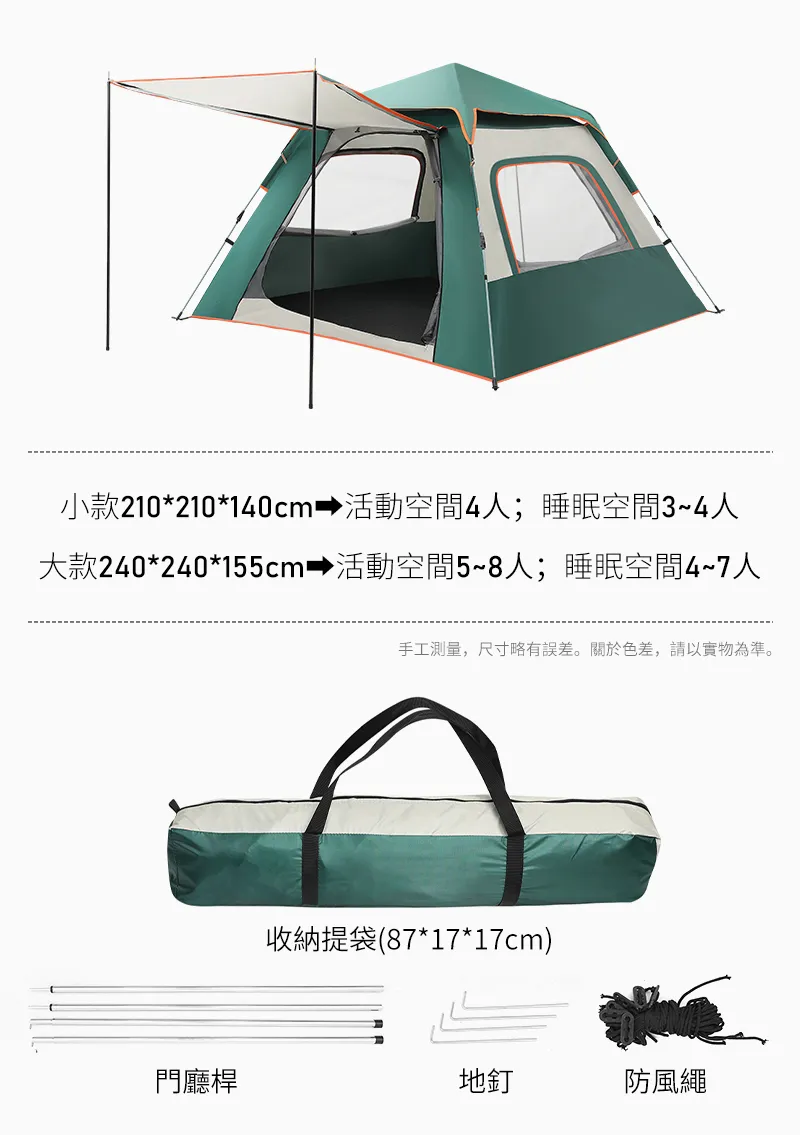 小款210*210*140cm➡活動空間4人；睡眠空間3~4人
大款240*240*155cm➡活動空間5~8人；睡眠空間4~7人
手工測量，尺寸略有誤差。關於色差，請以實物為準。
收納提袋(87*17*17cm)
門廳桿
地釘
防風繩